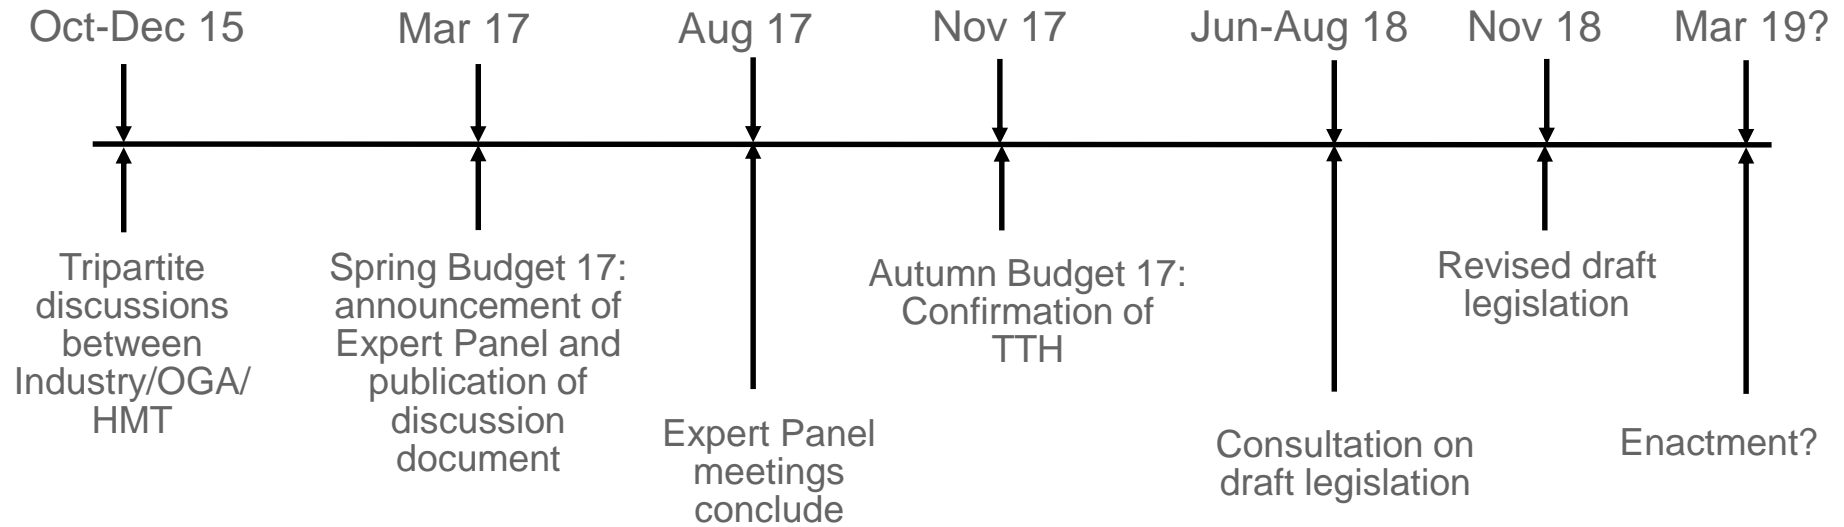 Oct-Dec 15
Mar 17
Aug 17
Nov 17
Jun-Aug 18
Nov 18
Mar 19?
Tripartite
discussions
between
Industry/OGA/
HMT
Spring Budget 17:
announcement of
Expert Panel and
publication of
discussion
document
Expert Panel
meetings
conclude
Autumn Budget 17:
Confirmation of
TTH
Consultation on
draft legislation
Revised draft
legislation
Enactment?